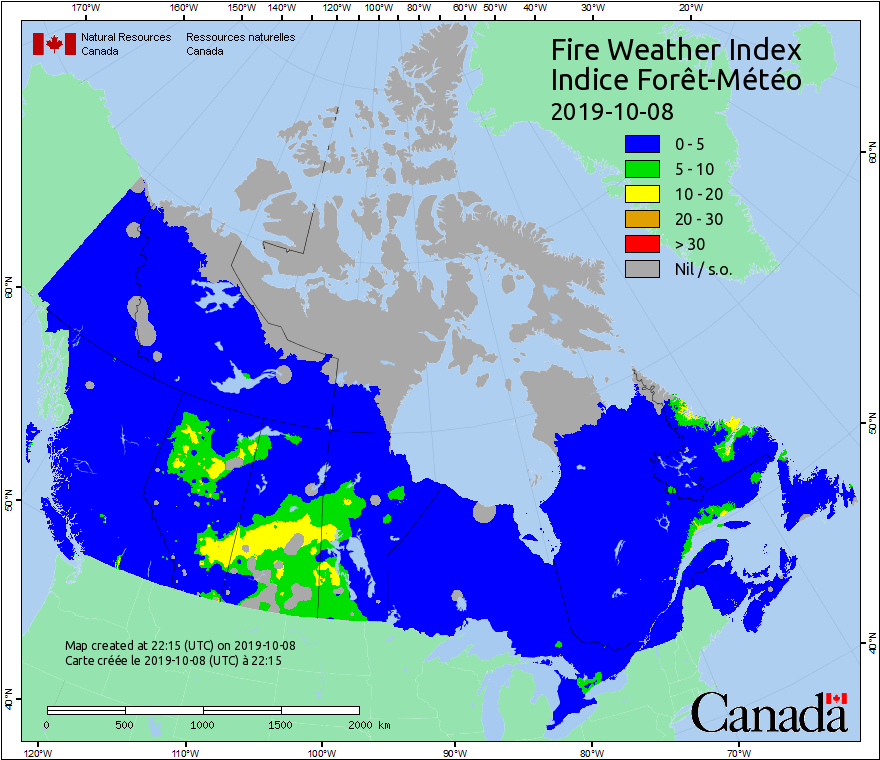 170°W 160°W 150°W 140°W 130°W 120°W 110°W 100°W 90°W 80°W 70°W 60°W 50°W 40°W 30°W 20°W
Natural Resources Canada
Ressources naturelles Canada
Fire Weather Index
Indice Forêt-Météo
2019-10-08
0 - 5
5 - 10
10 - 20
20 - 30
> 30
Nil / s.o.
60°N
50°N
40°N
60°N
50°N
40°N
Map created at 22:15 (UTC) on 2019-10-08
Carte créée le 2019-10-08 (UTC) à 22:15
0 500 1000 1500 2000 km
Canada
120°W 110°W 100°W 90°W 80°W 70°W